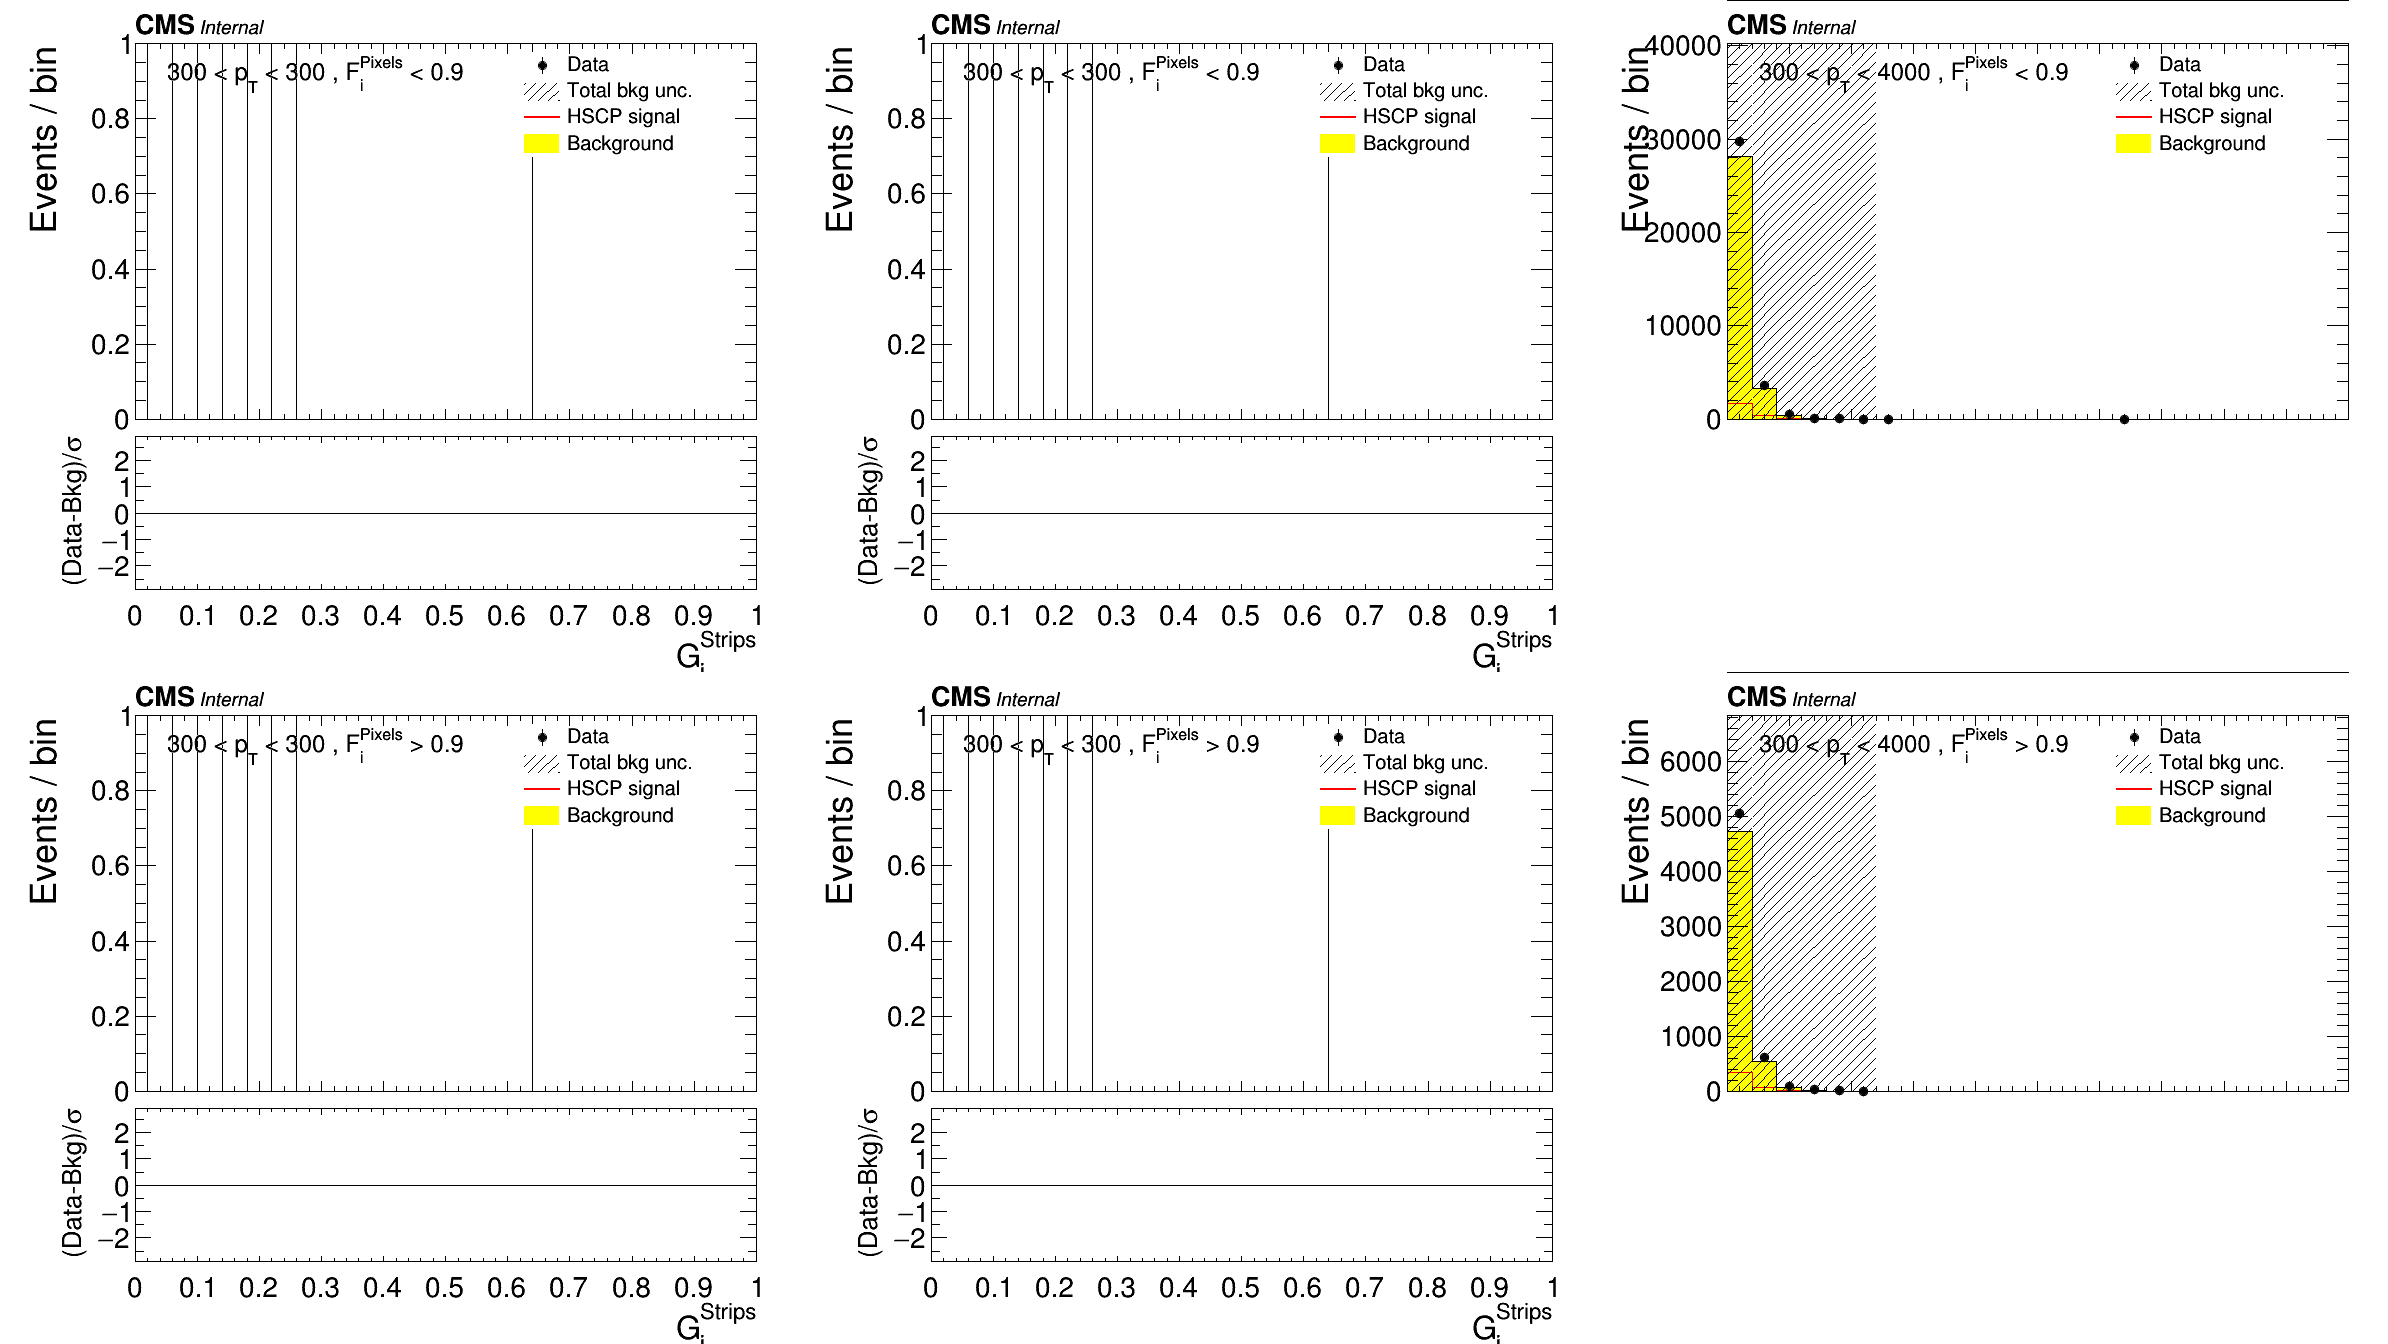 CMS Internal
Events / bin
300 < p_T < 300 , F_i^Pixels < 0.9
Data
Total bkg unc.
HSCP signal
Background
1
0.8
0.6
0.4
0.2
0
(Data-Bkg)/σ
2
1
0
−1
−2
0 0.1 0.2 0.3 0.4 0.5 0.6 0.7 0.8 0.9 1
G_i^Strips
CMS Internal
Events / bin
300 < p_T < 300 , F_i^Pixels < 0.9
Data
Total bkg unc.
HSCP signal
Background
1
0.8
0.6
0.4
0.2
0
(Data-Bkg)/σ
2
1
0
−1
−2
0 0.1 0.2 0.3 0.4 0.5 0.6 0.7 0.8 0.9 1
G_i^Strips
CMS Internal
Events / bin
300 < p_T < 4000 , F_i^Pixels < 0.9
Data
Total bkg unc.
HSCP signal
Background
40000
30000
20000
10000
0
CMS Internal
Events / bin
300 < p_T < 300 , F_i^Pixels > 0.9
Data
Total bkg unc.
HSCP signal
Background
1
0.8
0.6
0.4
0.2
0
(Data-Bkg)/σ
2
1
0
−1
−2
0 0.1 0.2 0.3 0.4 0.5 0.6 0.7 0.8 0.9 1
G_i^Strips
CMS Internal
Events / bin
300 < p_T < 300 , F_i^Pixels > 0.9
Data
Total bkg unc.
HSCP signal
Background
1
0.8
0.6
0.4
0.2
0
(Data-Bkg)/σ
2
1
0
−1
−2
0 0.1 0.2 0.3 0.4 0.5 0.6 0.7 0.8 0.9 1
G_i^Strips
CMS Internal
Events / bin
300 < p_T < 4000 , F_i^Pixels > 0.9
Data
Total bkg unc.
HSCP signal
Background
6000
5000
4000
3000
2000
1000
0